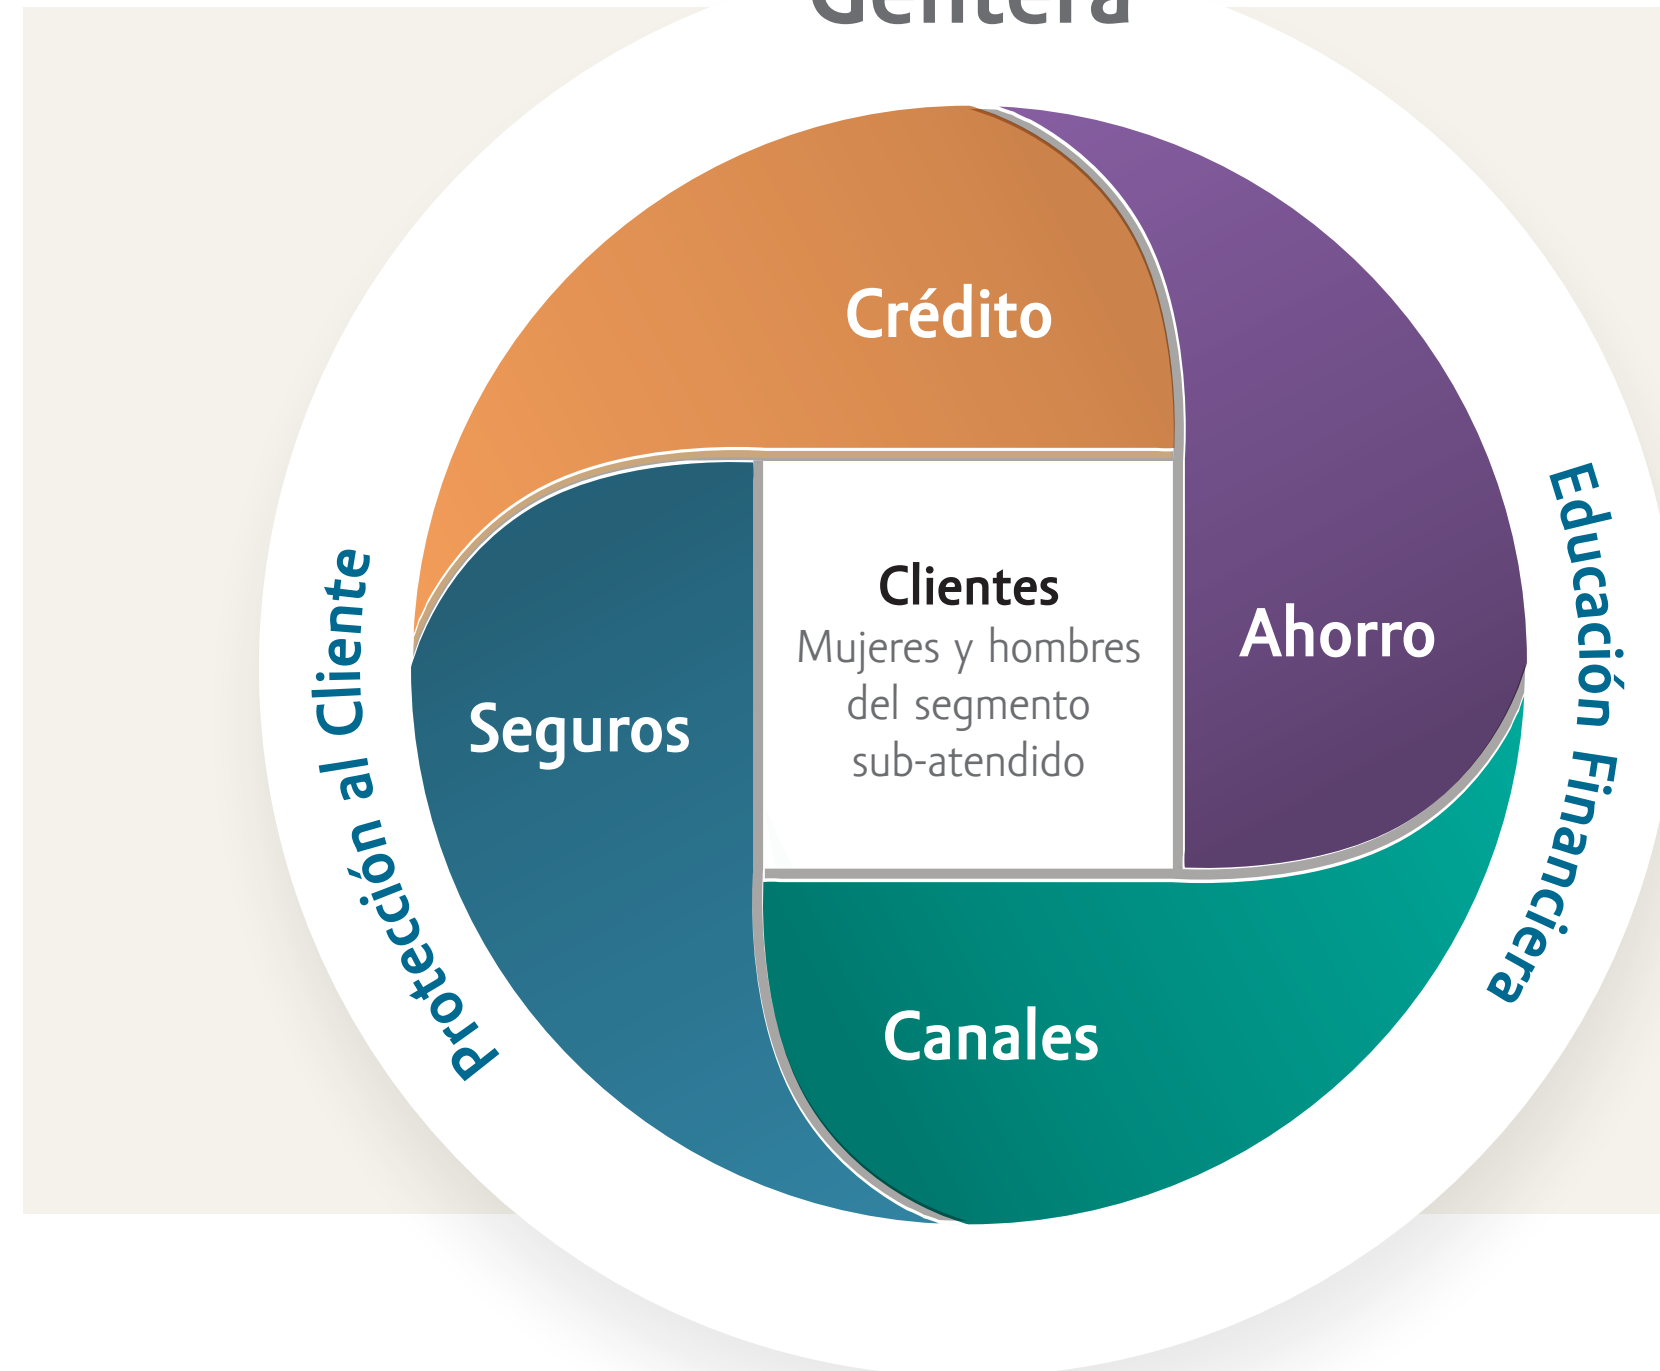 Gentera
Crédito
Ahorro
Clientes
Mujeres y hombres
del segmento
sub-atendido
Seguros
Canales
Protección al Cliente
Educación Financiera